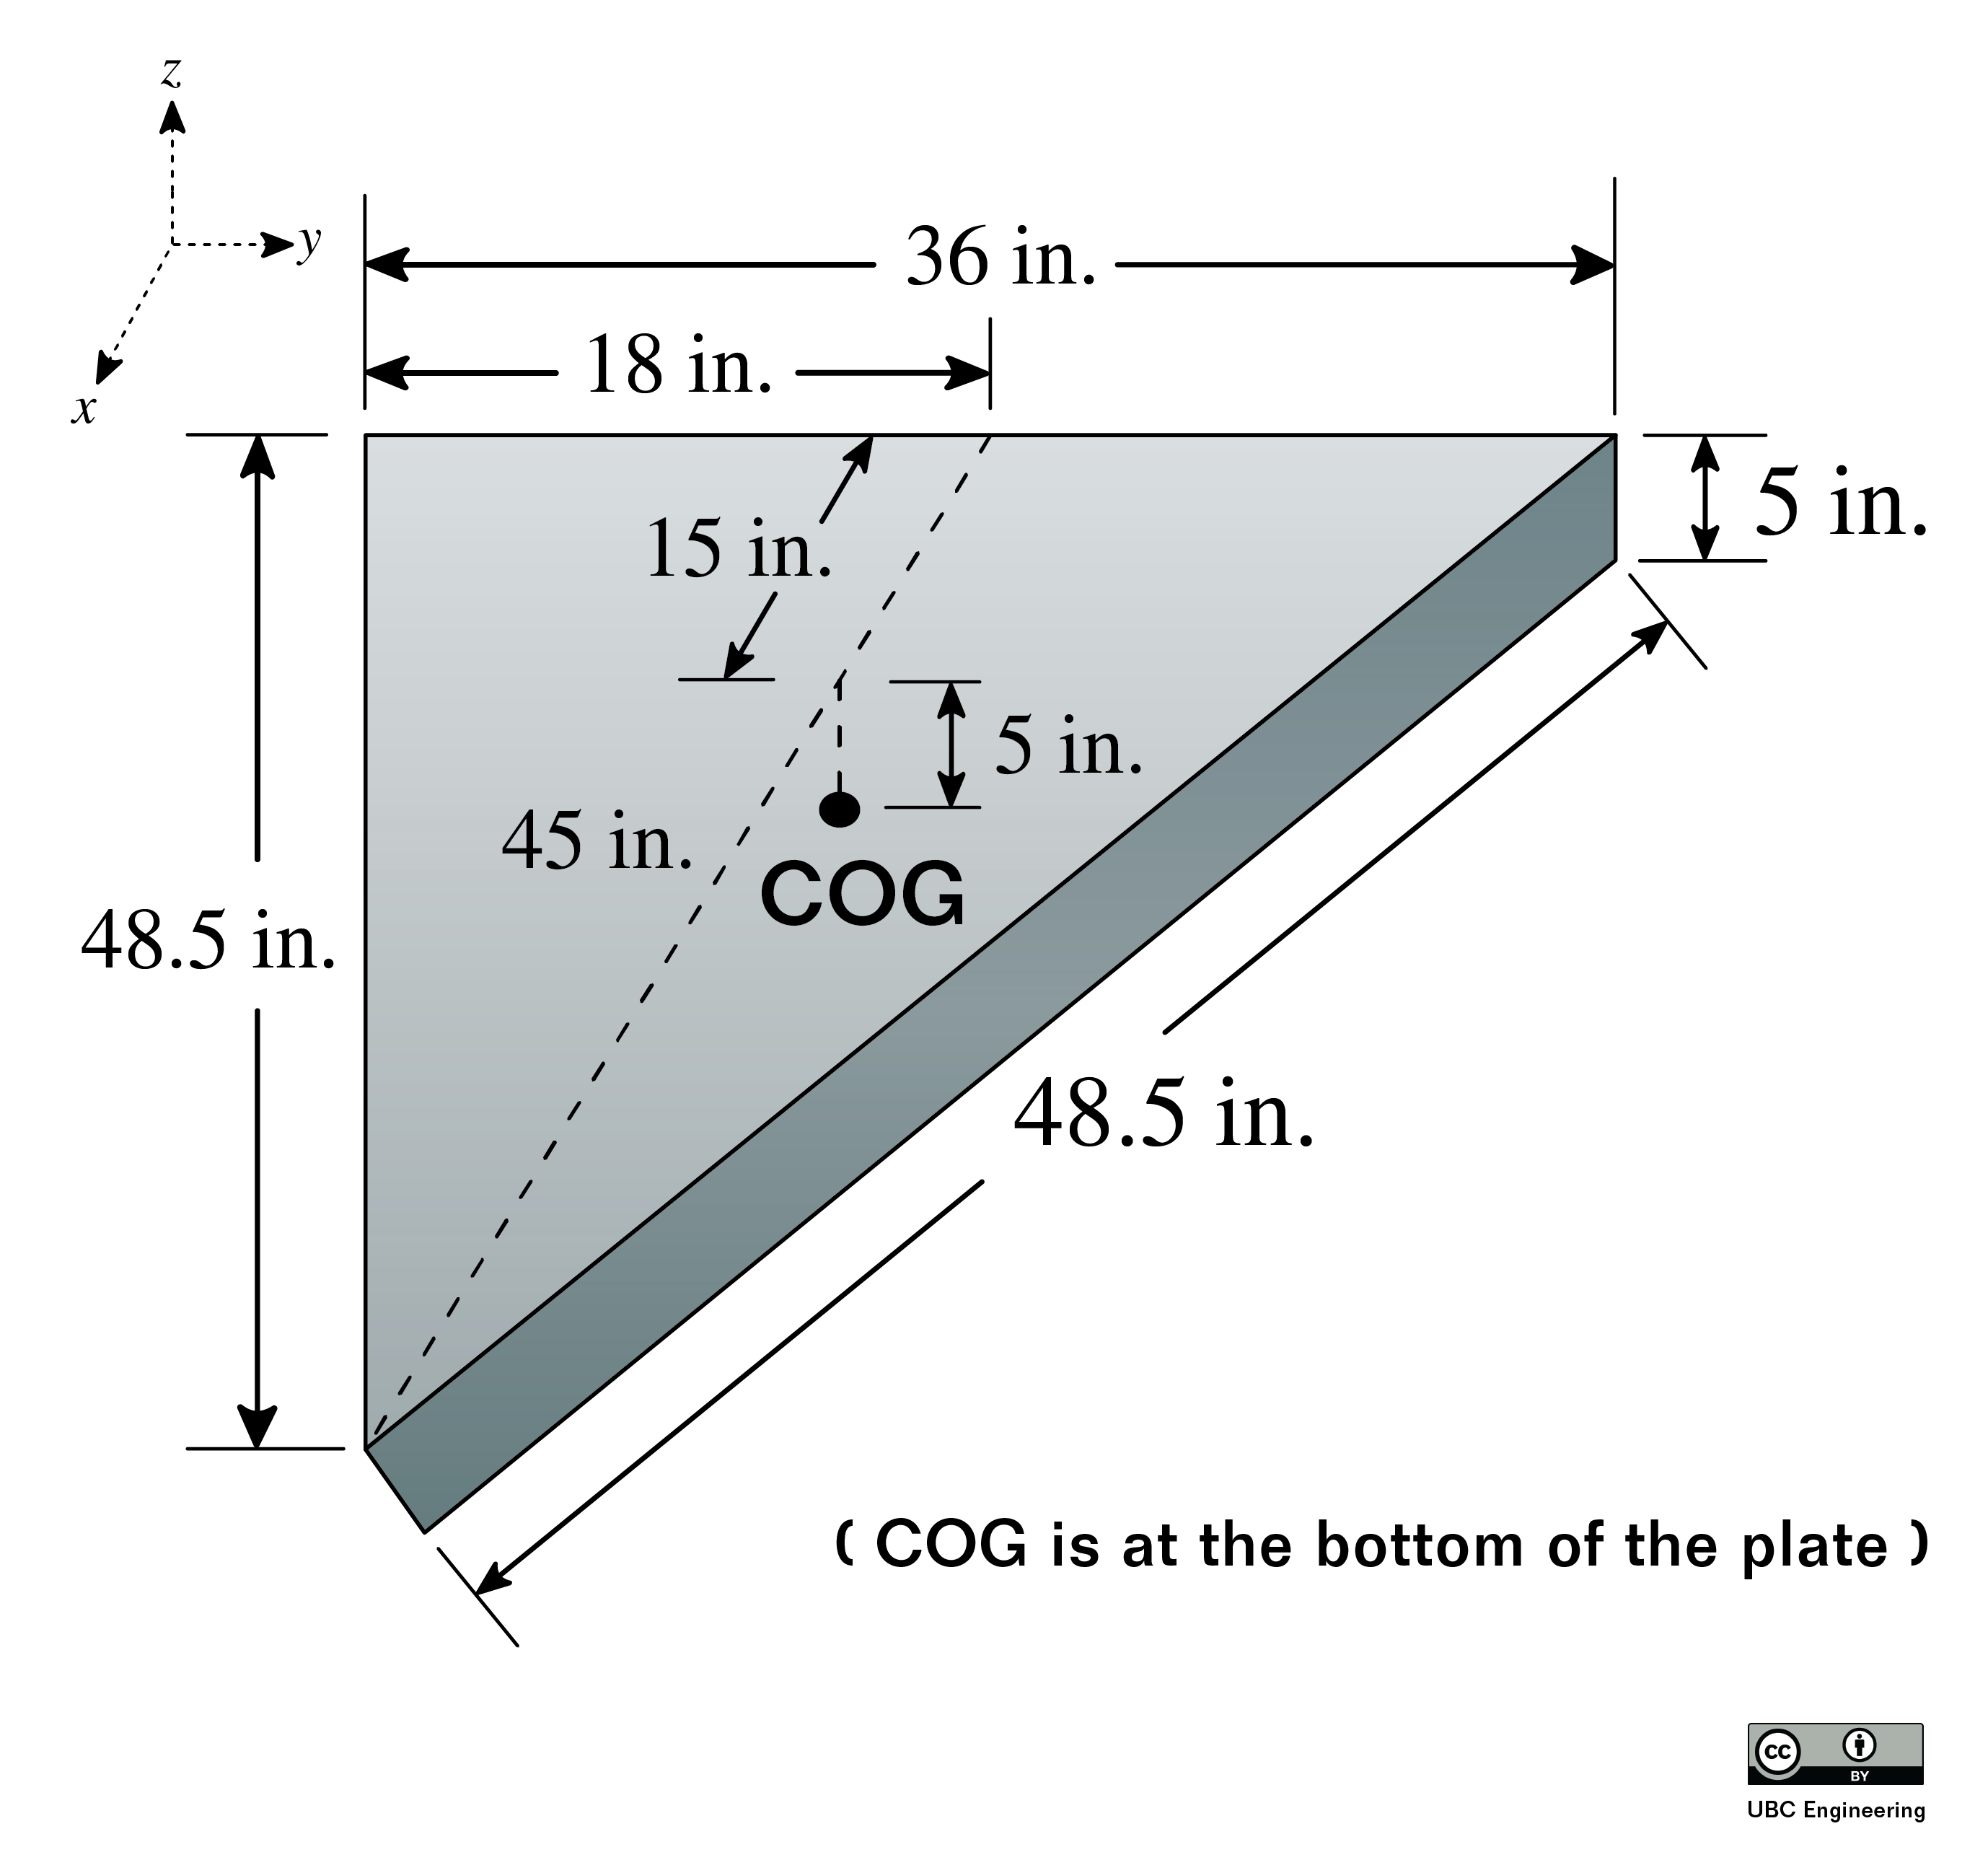 z
y
x
36 in.
18 in.
5 in.
15 in.
5 in.
45 in.
COG
48.5 in.
48.5 in.
( COG is at the bottom of the plate )
cc
BY
UBC Engineering